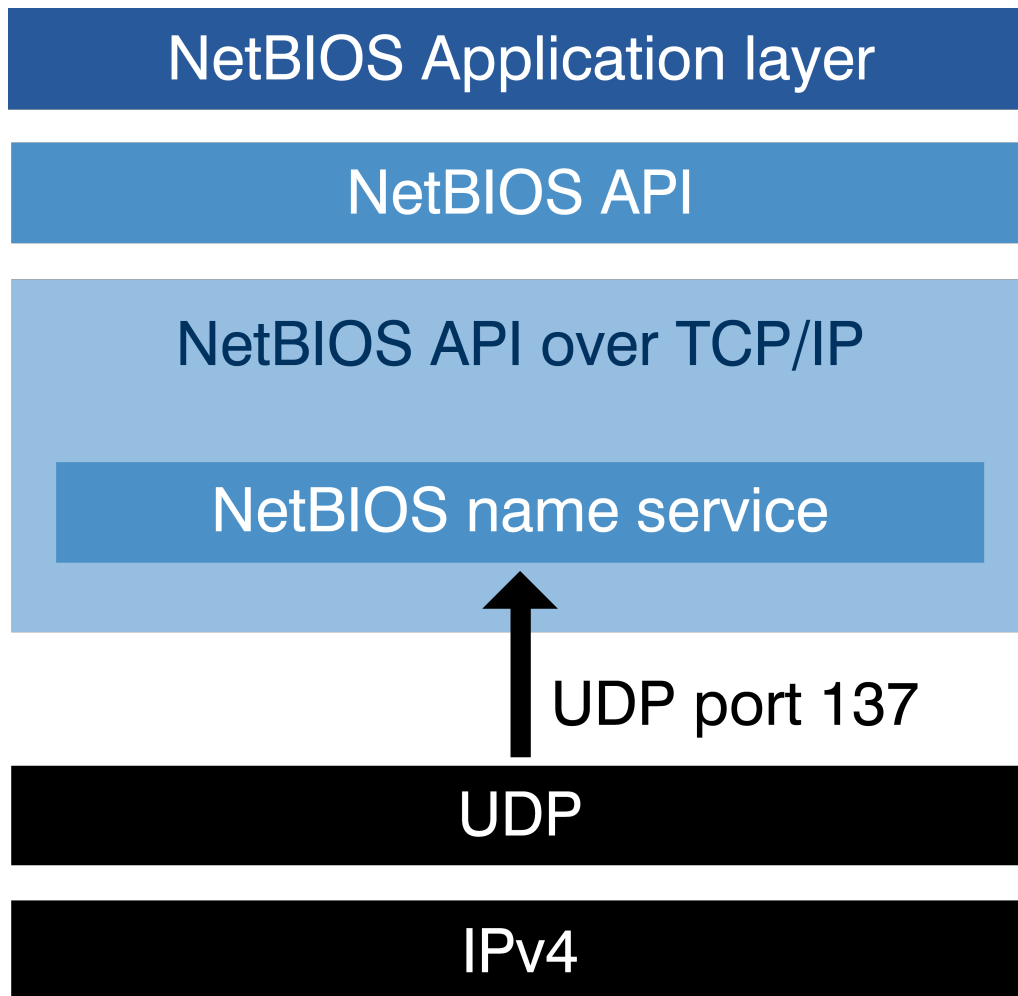 NetBIOS Application layer
NetBIOS API
NetBIOS API over TCP/IP
NetBIOS name service
UDP port 137
UDP
IPv4